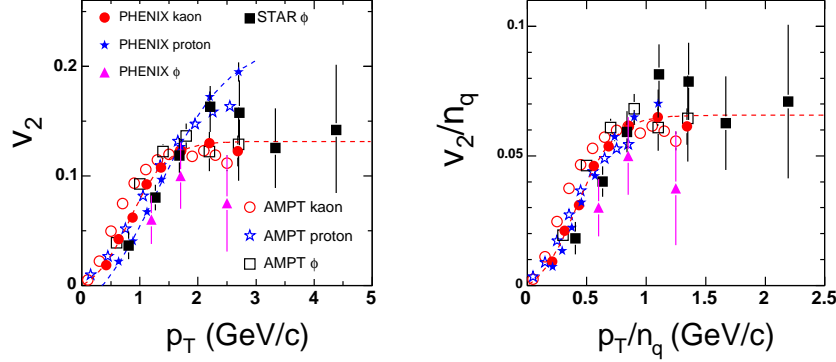 PHENIX kaon
PHENIX proton
PHENIX ϕ
STAR ϕ
AMPT kaon
AMPT proton
AMPT ϕ
v2
0.2
0.1
0
0 1 2 3 4 5
pT (GeV/c)
v2/nq
0.1
0.05
0
0 0.5 1 1.5 2 2.5
pT/nq (GeV/c)